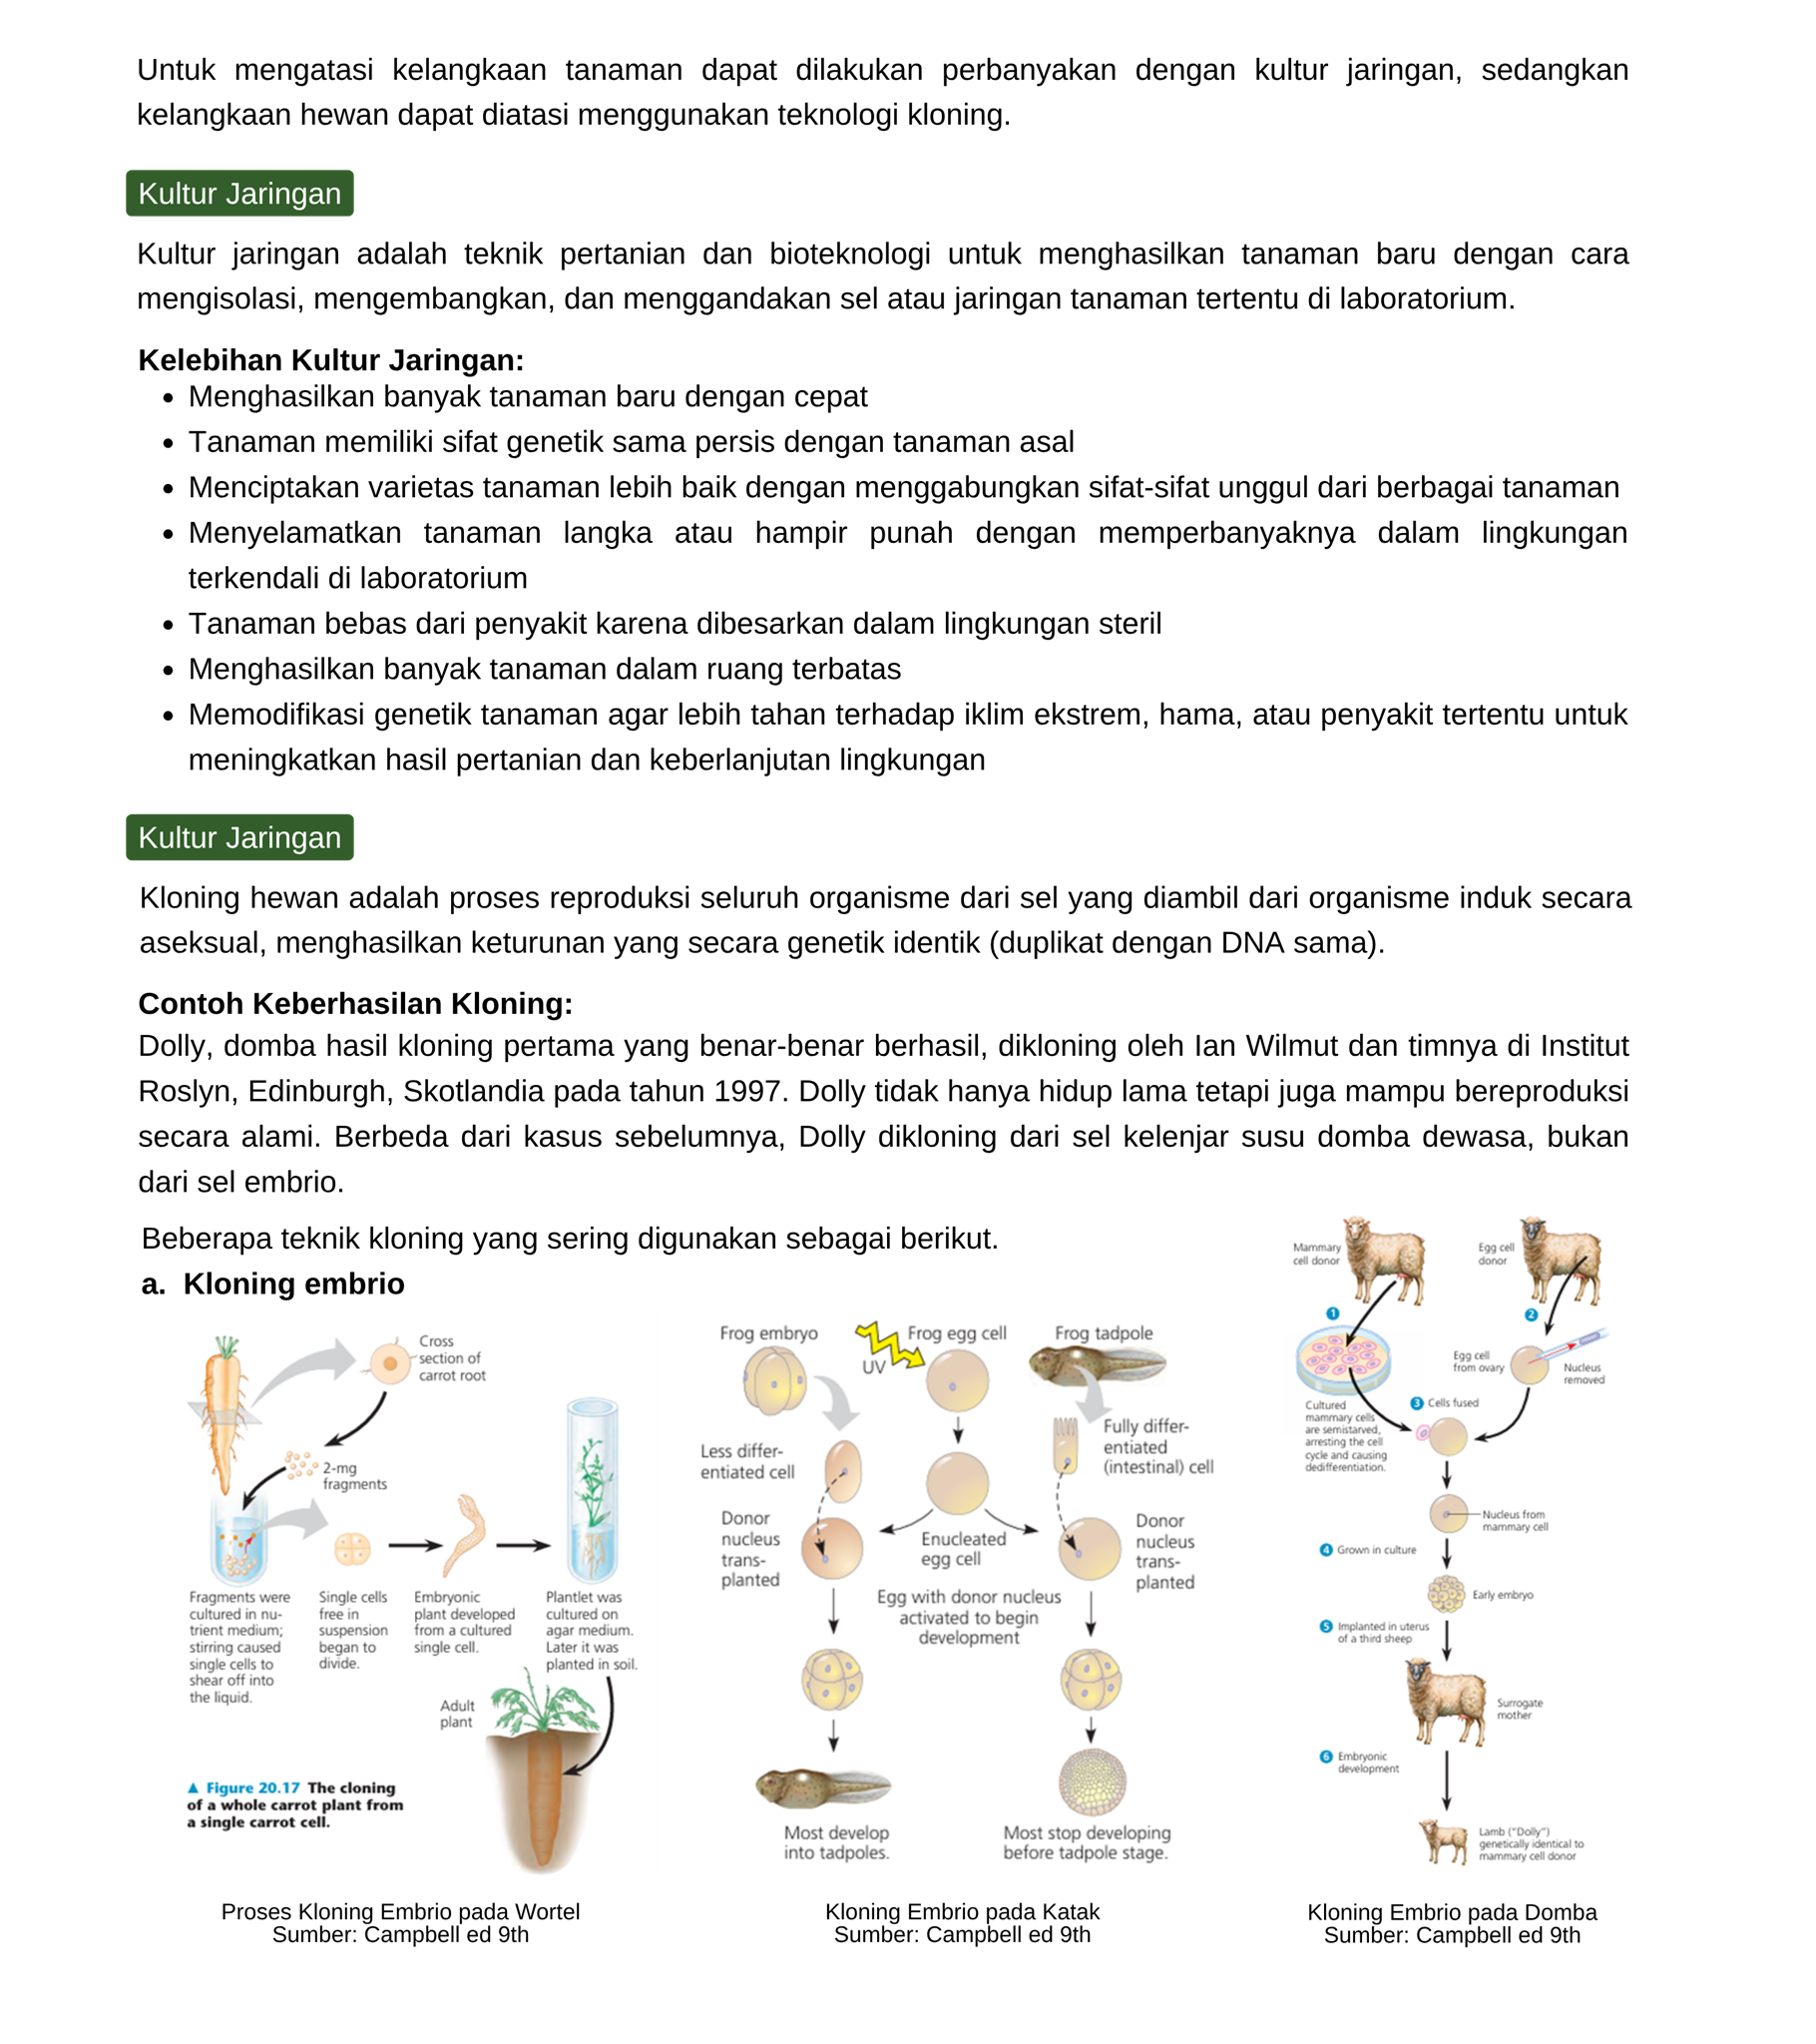 Untuk mengatasi kelangkaan tanaman dapat dilakukan perbanyakan dengan kultur jaringan, sedangkan
kelangkaan hewan dapat diatasi menggunakan teknologi kloning.
Kultur Jaringan
Kultur jaringan adalah teknik pertanian dan bioteknologi untuk menghasilkan tanaman baru dengan cara
mengisolasi, mengembangkan, dan menggandakan sel atau jaringan tanaman tertentu di laboratorium.
Kelebihan Kultur Jaringan:
• Menghasilkan banyak tanaman baru dengan cepat
• Tanaman memiliki sifat genetik sama persis dengan tanaman asal
• Menciptakan varietas tanaman lebih baik dengan menggabungkan sifat-sifat unggul dari berbagai tanaman
• Menyelamatkan tanaman langka atau hampir punah dengan memperbanyaknya dalam lingkungan
terkendali di laboratorium
• Tanaman bebas dari penyakit karena dibesarkan dalam lingkungan steril
• Menghasilkan banyak tanaman dalam ruang terbatas
• Memodifikasi genetik tanaman agar lebih tahan terhadap iklim ekstrem, hama, atau penyakit tertentu untuk
meningkatkan hasil pertanian dan keberlanjutan lingkungan
Kultur Jaringan
Kloning hewan adalah proses reproduksi seluruh organisme dari sel yang diambil dari organisme induk secara
aseksual, menghasilkan keturunan yang secara genetik identik (duplikat dengan DNA sama).
Contoh Keberhasilan Kloning:
Dolly, domba hasil kloning pertama yang benar-benar berhasil, dikloning oleh Ian Wilmut dan timnya di Institut
Roslyn, Edinburgh, Skotlandia pada tahun 1997. Dolly tidak hanya hidup lama tetapi juga mampu bereproduksi
secara alami. Berbeda dari kasus sebelumnya, Dolly dikloning dari sel kelenjar susu domba dewasa, bukan
dari sel embrio.
Beberapa teknik kloning yang sering digunakan sebagai berikut.
a. Kloning embrio
Cross
section of
carrot root
2-mg
fragments
Fragments were
cultured in nu-
trient medium;
stirring caused
single cells to
shear off into
the liquid.
Single cells
free in
suspension
began to
divide.
Embryonic
plant developed
from a cultured
single cell.
Plantlet was
cultured on
agar medium.
Later it was
planted in soil.
Adult
plant
▲ Figure 20.17 The cloning
of a whole carrot plant from
a single carrot cell.
Proses Kloning Embrio pada Wortel
Sumber: Campbell ed 9th
Frog embryo
UV
Frog egg cell
Frog tadpole
Less differ-
entiated cell
Fully differ-
entiated
(intestinal) cell
Donor
nucleus
trans-
planted
Enucleated
egg cell
Donor
nucleus
trans-
planted
Egg with donor nucleus
activated to begin
development
Most develop
into tadpoles.
Most stop developing
before tadpole stage.
Kloning Embrio pada Katak
Sumber: Campbell ed 9th
Mammary
cell donor
Egg cell
donor
1
2
Egg cell
from ovary
Nucleus
removed
3 Cells fused
Cultured
mammary cells
are semistarved,
arresting the cell
cycle and causing
dedifferentiation.
Nucleus from
mammary cell
4 Grown in culture
Early embryo
5 Implanted in uterus
of a third sheep
Surrogate
mother
6 Embryonic
development
Lamb ("Dolly")
genetically identical to
mammary cell donor
Kloning Embrio pada Domba
Sumber: Campbell ed 9th